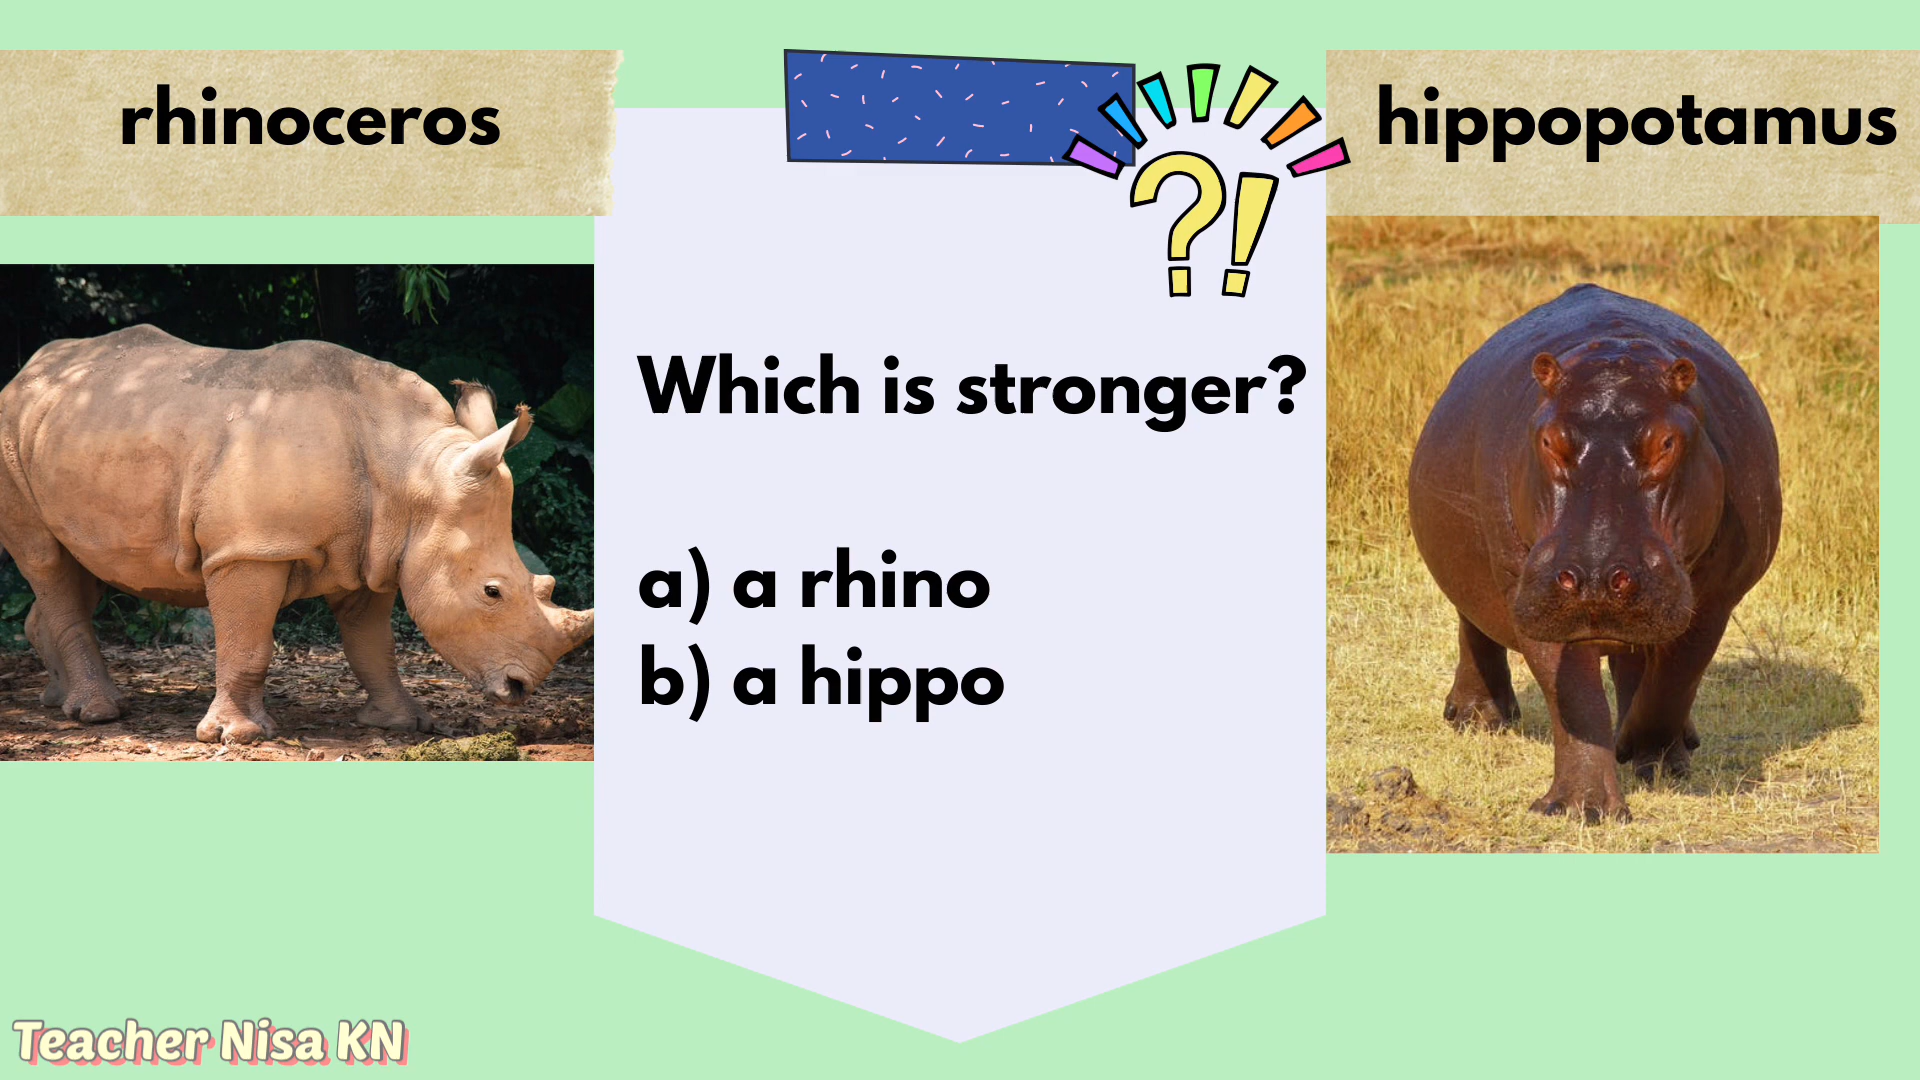 rhinoceros
hippopotamus
?!
Which is stronger?
a) a rhino
b) a hippo
Teacher Nisa KN